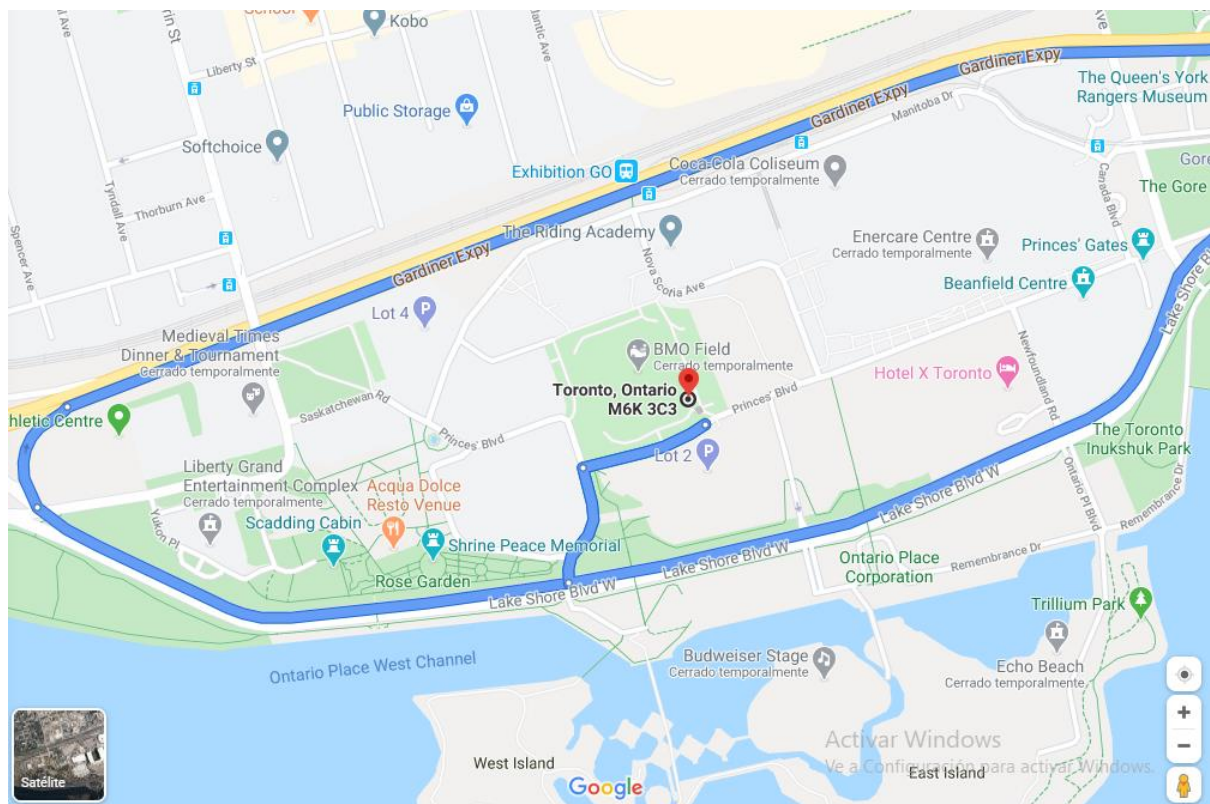 School
Kobo
Liberty St
Gardiner Expy
The Queen's York
Rangers Museum
Public Storage
Gardiner Expy
Manitoba Dr
Softchoice
Exhibition GO
Coca-Cola Coliseum
Cerrado temporalmente
Canada Blvd
Gore
The Gore
Tyndall Ave
Thorburn Ave
Spencer Ave
The Riding Academy
Enercare Centre
Cerrado temporalmente
Princes' Gates
Gardiner Expy
Nova Scotia Ave
Beanfield Centre
Lot 4
Lake Shore Bl
Medieval Times
Dinner & Tournament
Cerrado temporalmente
BMO Field
Cerrado temporalmente
Newfoundland Rd
Hotel X Toronto
Toronto, Ontario
M6K 3C3
hletic Centre
Saskatchewan Rd
Princes' Blvd
Princes' Blvd
Lot 2
The Toronto
Inukshuk Park
Liberty Grand
Entertainment Complex
Cerrado temporalmente
Acqua Dolce
Resto Venue
Lake Shore Blvd W
Ontario Pl Blvd
Remembrance Dr
Yukon Pl
Scadding Cabin
Shrine Peace Memorial
Rose Garden
Lake Shore Blvd W
Lake Shore Blvd W
Ontario Place
Corporation
Remembrance Dr
Trillium Park
Ontario Place West Channel
Budweiser Stage
Cerrado temporalmente
Echo Beach
Cerrado temporalmente
Activar Windows
Ve a Configuración para activar Windows.
West Island
East Island
Satélite
Google